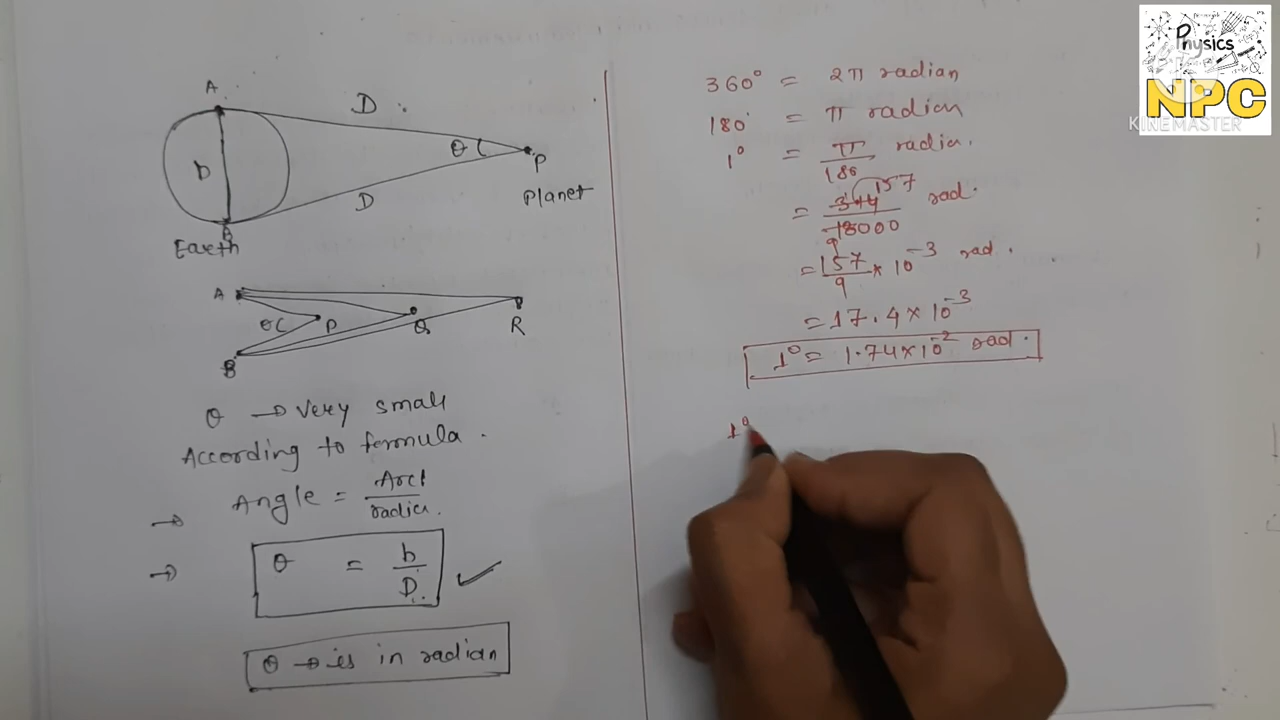 Physics
NPC
KINEMASTER
A
D
b
θ
P
Planet
D
B
Earth
A
θ
P
Q
R
B
θ → very small
According to formula.
→ Angle = Arc / radius.
→ θ = b / D.
θ → is in radian
360° = 2π radian
180° = π radian
1° = π / 180 radian.
= 3.14 157 / 18000 9 rad.
= 157 / 9 × 10⁻³ rad.
= 17.4 × 10⁻³
1° = 1.74 × 10⁻² rad.
1°